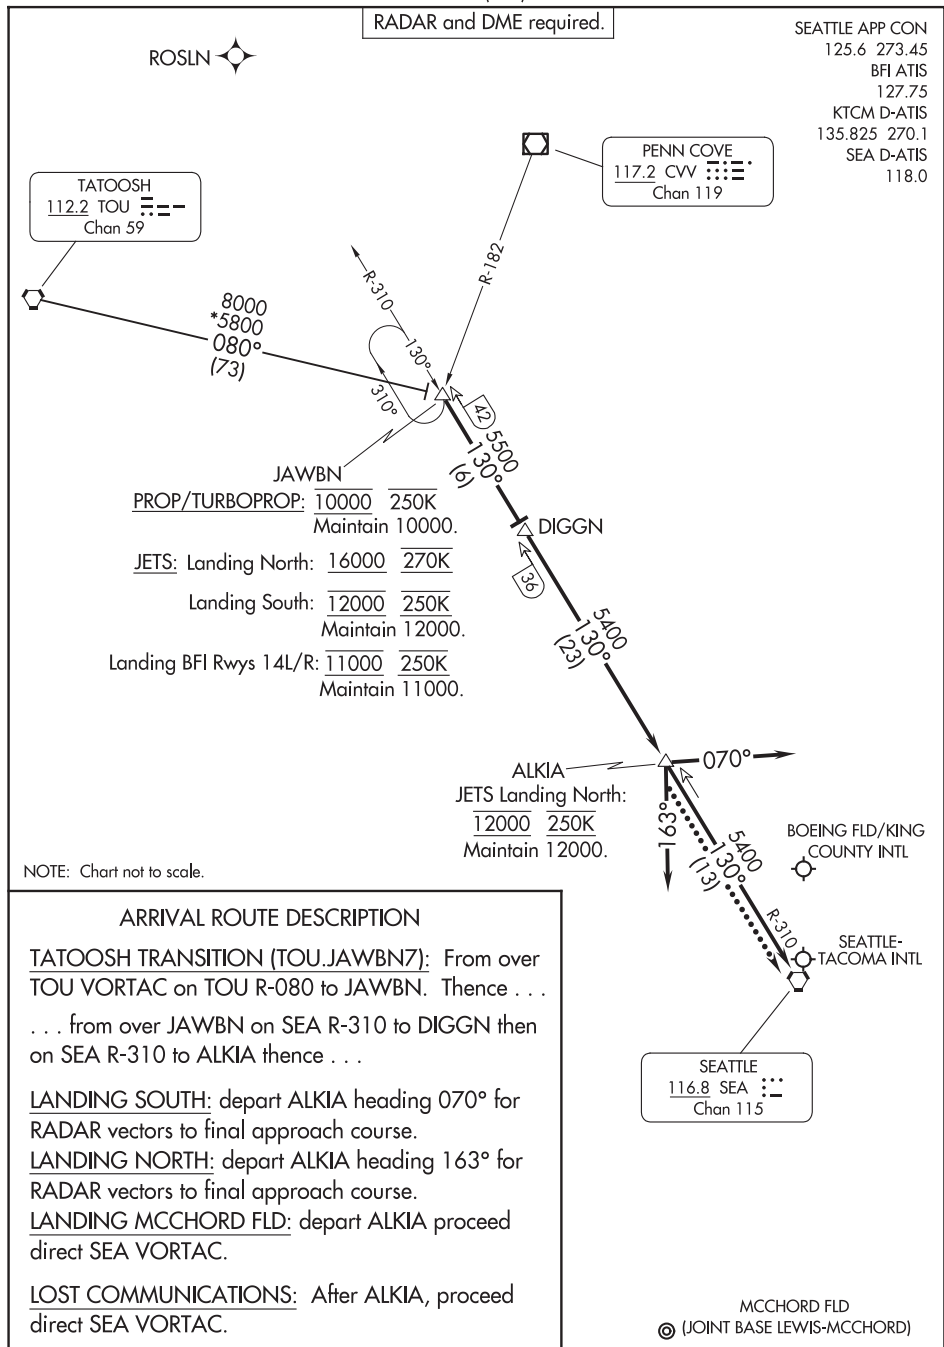 RADAR and DME required.
SEATTLE APP CON
125.6 273.45
BFI ATIS
127.75
KTCM D-ATIS
135.825 270.1
SEA D-ATIS
118.0
ROSLN
PENN COVE
117.2 CVV
Chan 119
TATOOSH
112.2 TOU
Chan 59
R-182
R-310
8000
*5800
080°
(73)
130°
310°
42
5500
130°
(6)
JAWBN
PROP/TURBOPROP: 10000 250K
Maintain 10000.
JETS: Landing North: 16000 270K
Landing South: 12000 250K
Maintain 12000.
Landing BFI Rwys 14L/R: 11000 250K
Maintain 11000.
DIGGN
36
5400
130°
(23)
ALKIA
JETS Landing North:
12000 250K
Maintain 12000.
070°
163°
5400
130°
(13)
R-310
BOEING FLD/KING
COUNTY INTL
SEATTLE-
TACOMA INTL
SEATTLE
116.8 SEA
Chan 115
NOTE: Chart not to scale.
ARRIVAL ROUTE DESCRIPTION
TATOOSH TRANSITION (TOU.JAWBN7): From over
TOU VORTAC on TOU R-080 to JAWBN. Thence . . .
. . . from over JAWBN on SEA R-310 to DIGGN then
on SEA R-310 to ALKIA thence . . .
LANDING SOUTH: depart ALKIA heading 070° for
RADAR vectors to final approach course.
LANDING NORTH: depart ALKIA heading 163° for
RADAR vectors to final approach course.
LANDING MCCHORD FLD: depart ALKIA proceed
direct SEA VORTAC.
LOST COMMUNICATIONS: After ALKIA, proceed
direct SEA VORTAC.
MCCHORD FLD
(JOINT BASE LEWIS-MCCHORD)